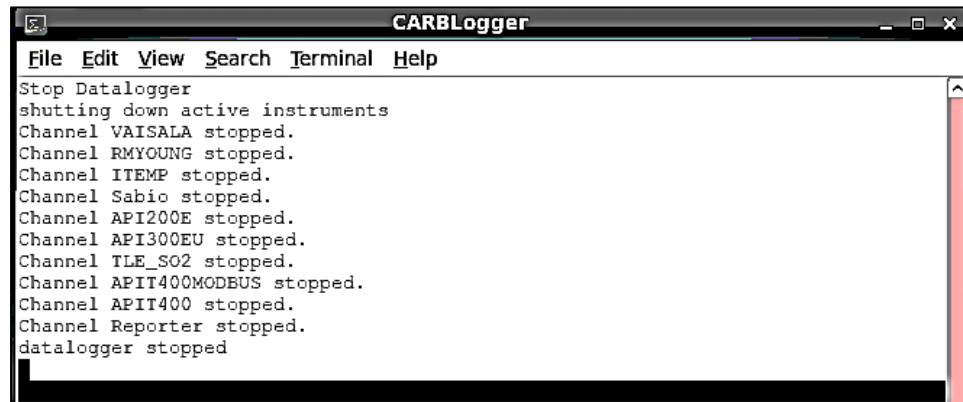 CARBLogger
File Edit View Search Terminal Help
Stop Datalogger
shutting down active instruments
Channel VAISALA stopped.
Channel RMYOUNG stopped.
Channel ITEMP stopped.
Channel Sabio stopped.
Channel API200E stopped.
Channel API300EU stopped.
Channel TLE_SO2 stopped.
Channel APIT400MODBUS stopped.
Channel APIT400 stopped.
Channel Reporter stopped.
datalogger stopped